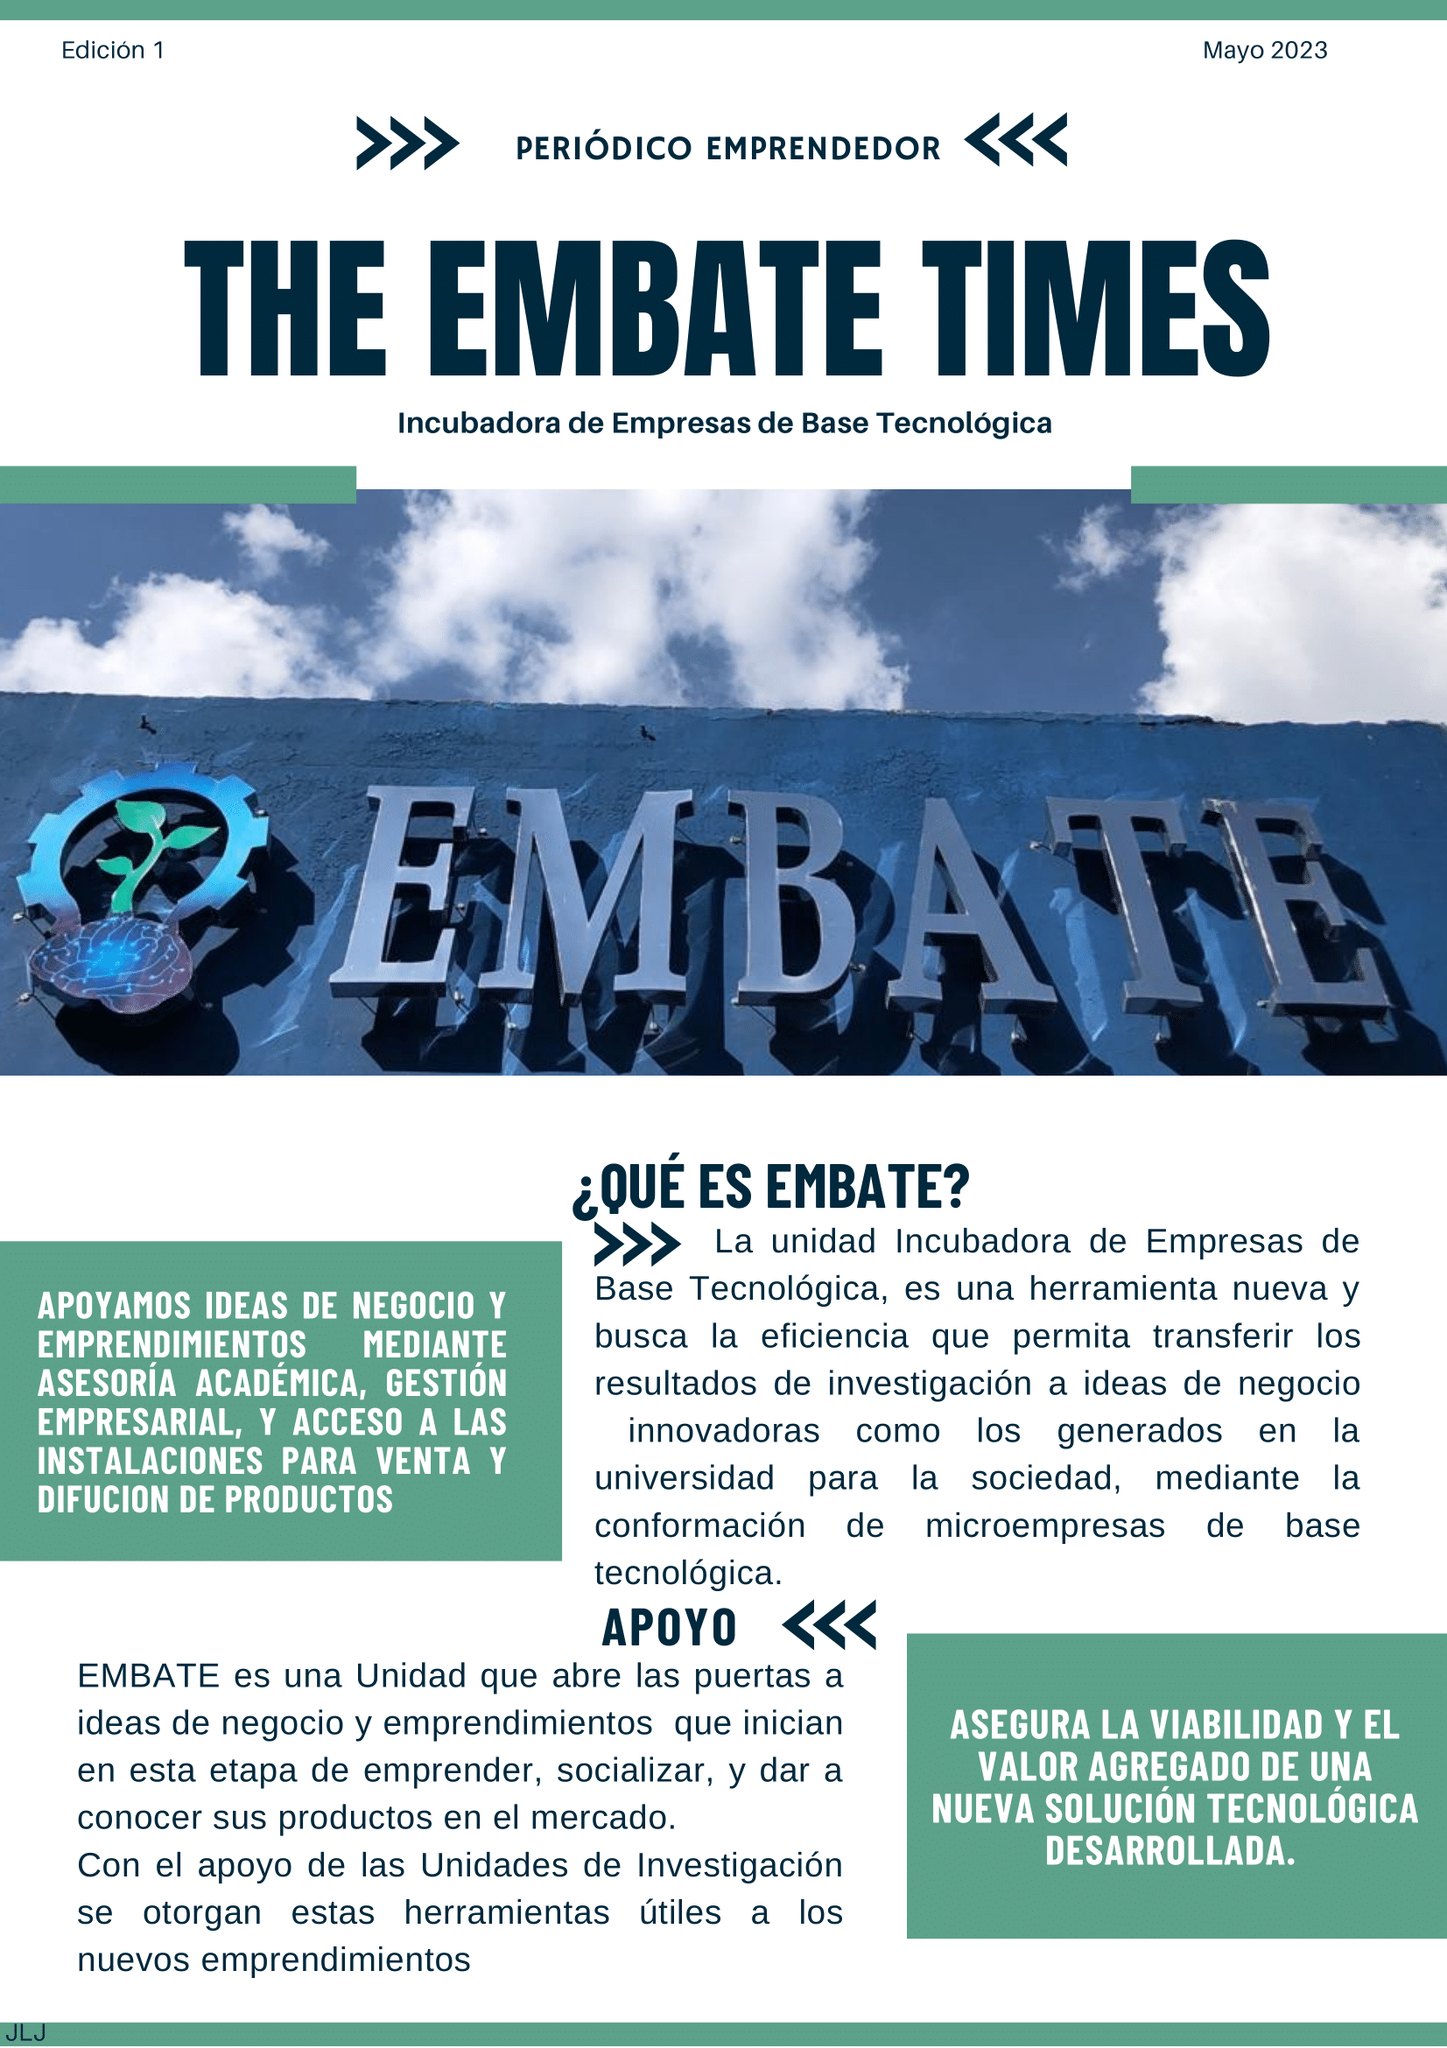 Edición 1
Mayo 2023
PERIÓDICO EMPRENDEDOR
THE EMBATE TIMES
Incubadora de Empresas de Base Tecnológica
EMBATE
¿QUÉ ES EMBATE?
La unidad Incubadora de Empresas de
Base Tecnológica, es una herramienta nueva y
busca la eficiencia que permita transferir los
resultados de investigación a ideas de negocio
innovadoras como los generados en la
universidad para la sociedad, mediante la
conformación de microempresas de base
tecnológica.
APOYAMOS IDEAS DE NEGOCIO Y
EMPRENDIMIENTOS MEDIANTE
ASESORÍA ACADÉMICA, GESTIÓN
EMPRESARIAL, Y ACCESO A LAS
INSTALACIONES PARA VENTA Y
DIFUCION DE PRODUCTOS
APOYO
EMBATE es una Unidad que abre las puertas a
ideas de negocio y emprendimientos que inician
en esta etapa de emprender, socializar, y dar a
conocer sus productos en el mercado.
Con el apoyo de las Unidades de Investigación
se otorgan estas herramientas útiles a los
nuevos emprendimientos
ASEGURA LA VIABILIDAD Y EL
VALOR AGREGADO DE UNA
NUEVA SOLUCIÓN TECNOLÓGICA
DESARROLLADA.
JLJ